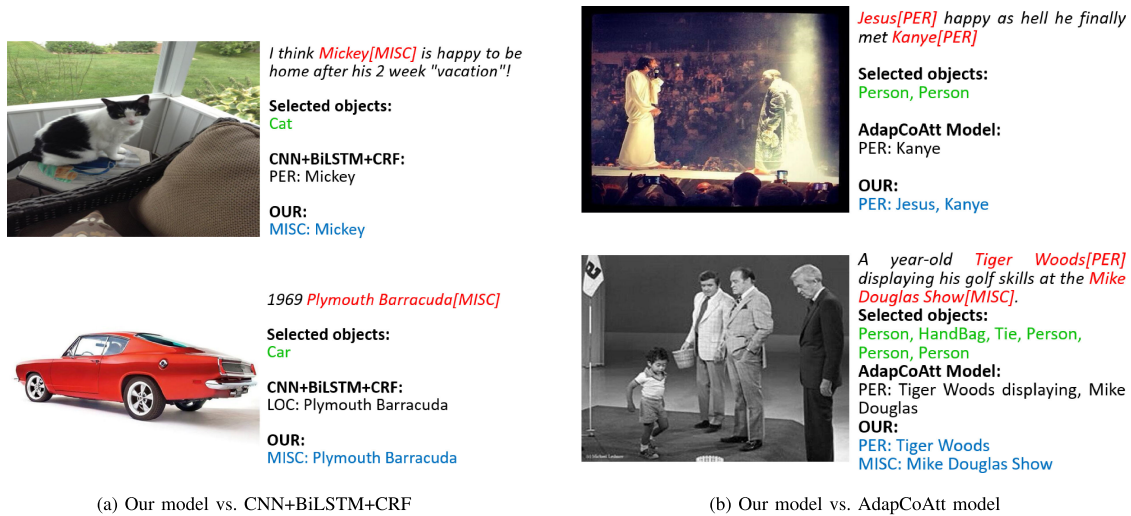 I think Mickey[MISC] is happy to be
home after his 2 week "vacation"!
Selected objects:
Cat
CNN+BiLSTM+CRF:
PER: Mickey
OUR:
MISC: Mickey
1969 Plymouth Barracuda[MISC]
Selected objects:
Car
CNN+BiLSTM+CRF:
LOC: Plymouth Barracuda
OUR:
MISC: Plymouth Barracuda
(a) Our model vs. CNN+BiLSTM+CRF
Jesus[PER] happy as hell he finally
met Kanye[PER]
Selected objects:
Person, Person
AdapCoAtt Model:
PER: Kanye
OUR:
PER: Jesus, Kanye
A year-old Tiger Woods[PER]
displaying his golf skills at the Mike
Douglas Show[MISC].
Selected objects:
Person, HandBag, Tie, Person,
Person, Person
AdapCoAtt Model:
PER: Tiger Woods displaying, Mike
Douglas
OUR:
PER: Tiger Woods
MISC: Mike Douglas Show
(b) Our model vs. AdapCoAtt model